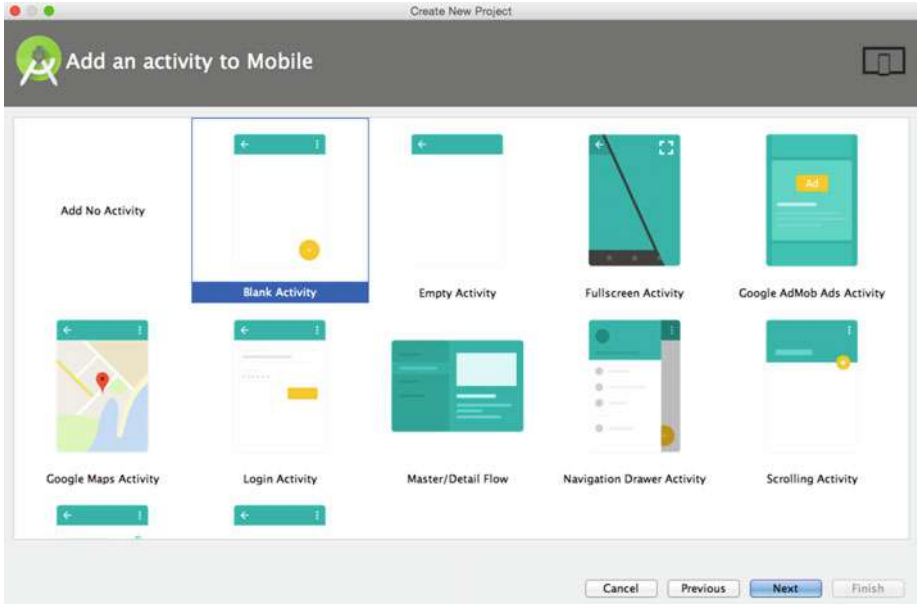 Create New Project
Add an activity to Mobile
Add No Activity
Blank Activity
Empty Activity
Fullscreen Activity
Ad
Google AdMob Ads Activity
Google Maps Activity
Login Activity
Master/Detail Flow
Navigation Drawer Activity
Scrolling Activity
Cancel
Previous
Next
Finish